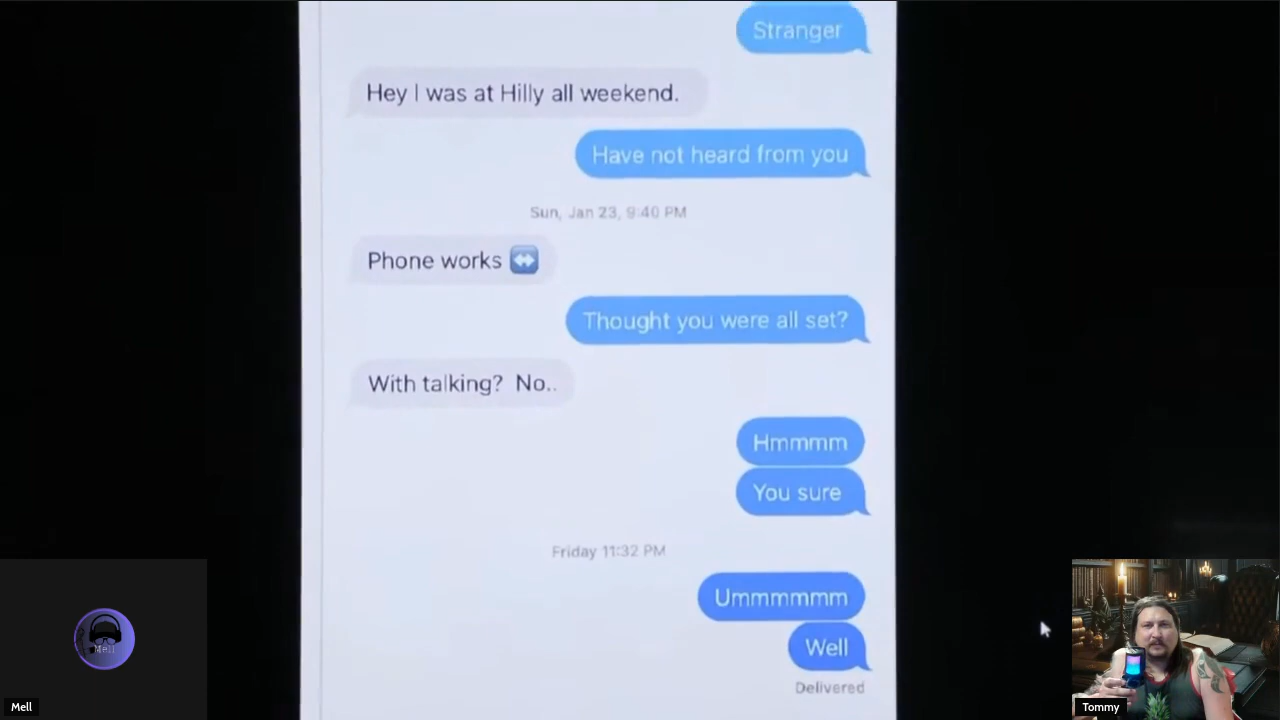 Stranger
Hey I was at Hilly all weekend.
Have not heard from you
Sun, Jan 23, 9:40 PM
Phone works ↔️
Thought you were all set?
With talking? No..
Hmmmm
You sure
Friday 11:32 PM
Ummmmmm
Well
Delivered
Mell
Mell
Tommy